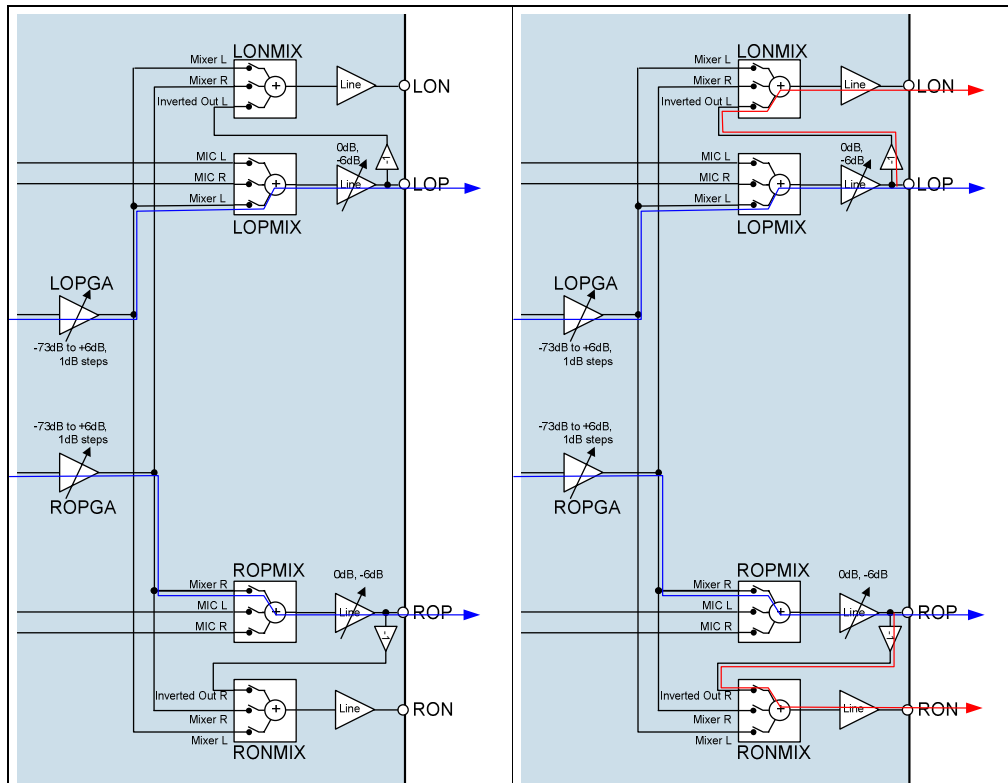 LONMIX
Mixer L
Mixer R
Inverted Out L
Line
LON
0dB,
-6dB
-1
MIC L
MIC R
Mixer L
Line
LOP
LOPMIX
LOPGA
-73dB to +6dB,
1dB steps
-73dB to +6dB,
1dB steps
ROPGA
ROPMIX
0dB, -6dB
Mixer R
MIC L
MIC R
Line
ROP
-1
Inverted Out R
Mixer R
Mixer L
Line
RON
RONMIX
LONMIX
Mixer L
Mixer R
Inverted Out L
Line
LON
0dB,
-6dB
-1
MIC L
MIC R
Mixer L
Line
LOP
LOPMIX
LOPGA
-73dB to +6dB,
1dB steps
-73dB to +6dB,
1dB steps
ROPGA
ROPMIX
0dB, -6dB
Mixer R
MIC L
MIC R
Line
ROP
-1
Inverted Out R
Mixer R
Mixer L
Line
RON
RONMIX